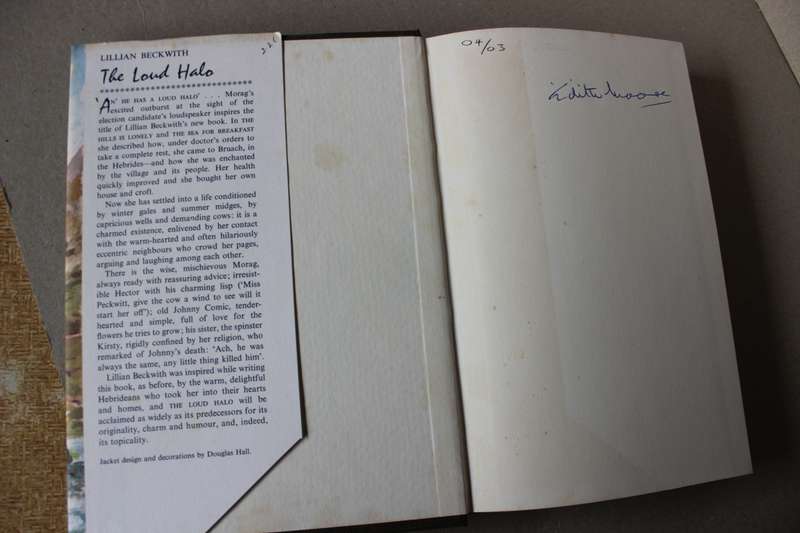 226
LILLIAN BECKWITH
The Loud Halo
'AN' HE HAS A LOUD HALO' . . . Morag's
excited outburst at the sight of the
election candidate's loudspeaker inspires the
title of Lillian Beckwith's new book. In THE
HILLS IS LONELY and THE SEA FOR BREAKFAST
she described how, under doctor's orders to
take a complete rest, she came to Bruach, in
the Hebrides—and how she was enchanted
by the village and its people. Her health
quickly improved and she bought her own
house and croft.
Now she has settled into a life conditioned
by winter gales and summer midges, by
capricious wells and demanding cows: it is a
charmed existence, enlivened by her contact
with the warm-hearted and often hilariously
eccentric neighbours who crowd her pages,
arguing and laughing among each other.
There is the wise, mischievous Morag,
always ready with reassuring advice; irresist-
ible Hector with his charming lisp ('Miss
Peckwitt, give the cow a wind to see will it
start her off'); old Johnny Comic, tender-
hearted and simple, full of love for the
flowers he tries to grow; his sister, the spinster
Kirsty, rigidly confined by her religion, who
remarked of Johnny's death: 'Ach, he was
always the same, any little thing killed him'.
Lillian Beckwith was inspired while writing
this book, as before, by the warm, delightful
Hebrideans who took her into their hearts
and homes, and THE LOUD HALO will be
acclaimed as widely as its predecessors for its
originality, charm and humour, and, indeed,
its topicality.
Jacket design and decorations by Douglas Hall.
04/03
Edith Moore